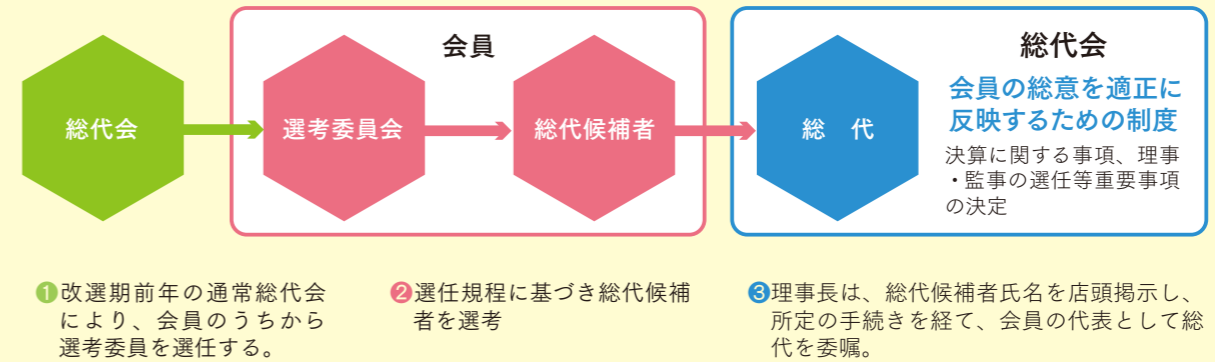 総代会
会員
選考委員会
総代候補者
総　代
総代会
会員の総意を適正に
反映するための制度
決算に関する事項、理事
・監事の選任等重要事項
の決定
❶改選期前年の通常総代会
により、会員のうちから
選考委員を選任する。
❷選任規程に基づき総代候補
者を選考
❸理事長は、総代候補者氏名を店頭掲示し、
所定の手続きを経て、会員の代表として総
代を委嘱。